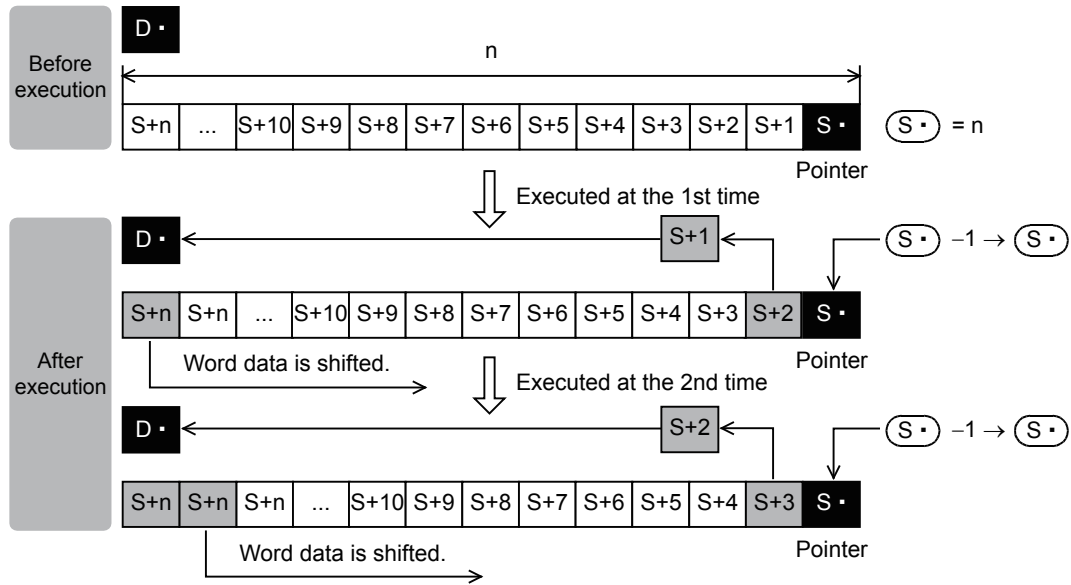 D・
Before
execution
n
S+n ... S+10 S+9 S+8 S+7 S+6 S+5 S+4 S+3 S+2 S+1 S・
S・ = n
Pointer
Executed at the 1st time
D・ S+1 S・ −1 → S・
S+n S+n ... S+10 S+9 S+8 S+7 S+6 S+5 S+4 S+3 S+2 S・
After
execution
Word data is shifted.
Pointer
Executed at the 2nd time
D・ S+2 S・ −1 → S・
S+n S+n S+n ... S+10 S+9 S+8 S+7 S+6 S+5 S+4 S+3 S・
Word data is shifted.
Pointer